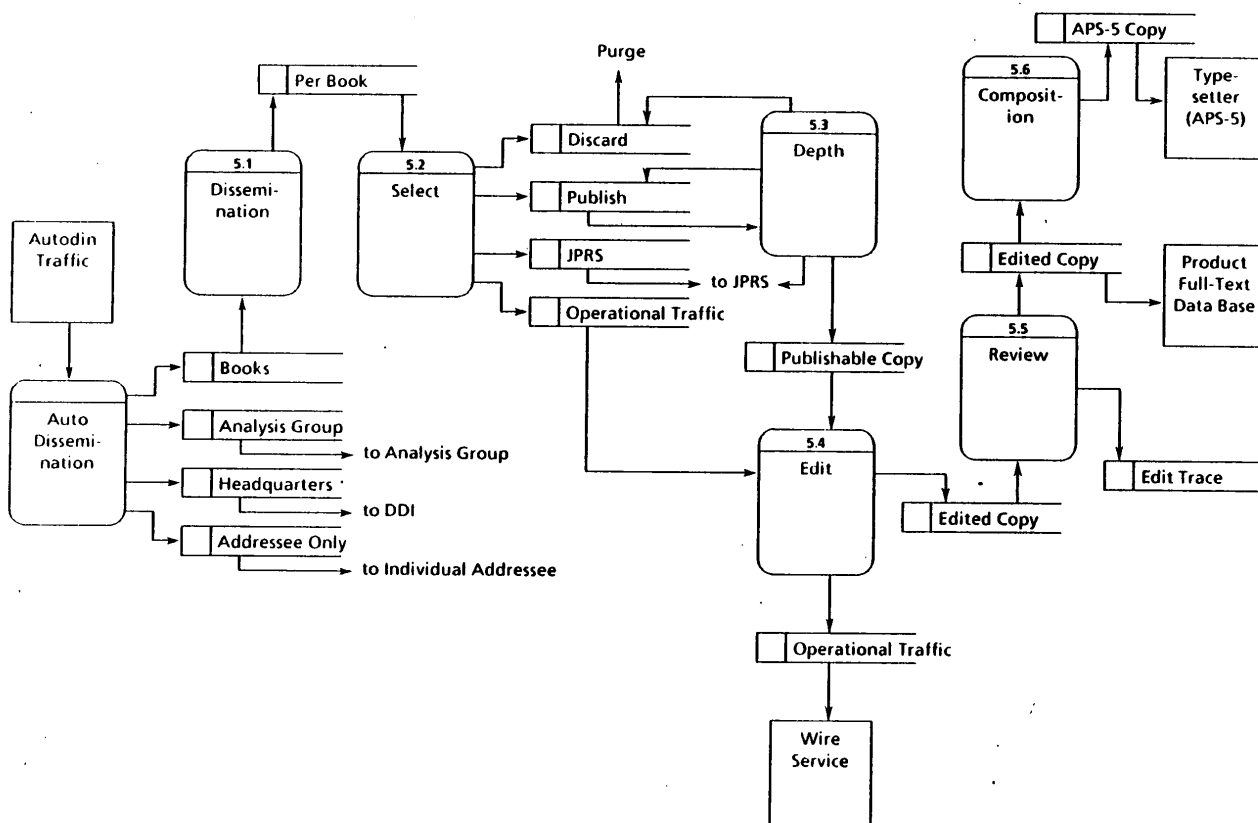 APS-5 Copy
Purge
Per Book
5.6
Composit-
ion
Type-
setter
(APS-5)
5.3
Depth
Discard
5.1
Dissemi-
nation
5.2
Select
Publish
Autodin
Traffic
JPRS
to JPRS
Edited Copy
Product
Full-Text
Data Base
Operational Traffic
5.5
Review
Books
Publishable Copy
Auto
Dissemi-
nation
Analysis Group
to Analysis Group
5.4
Edit
Edit Trace
Headquarters
to DDI
Edited Copy
Addressee Only
to Individual Addressee
Operational Traffic
Wire
Service